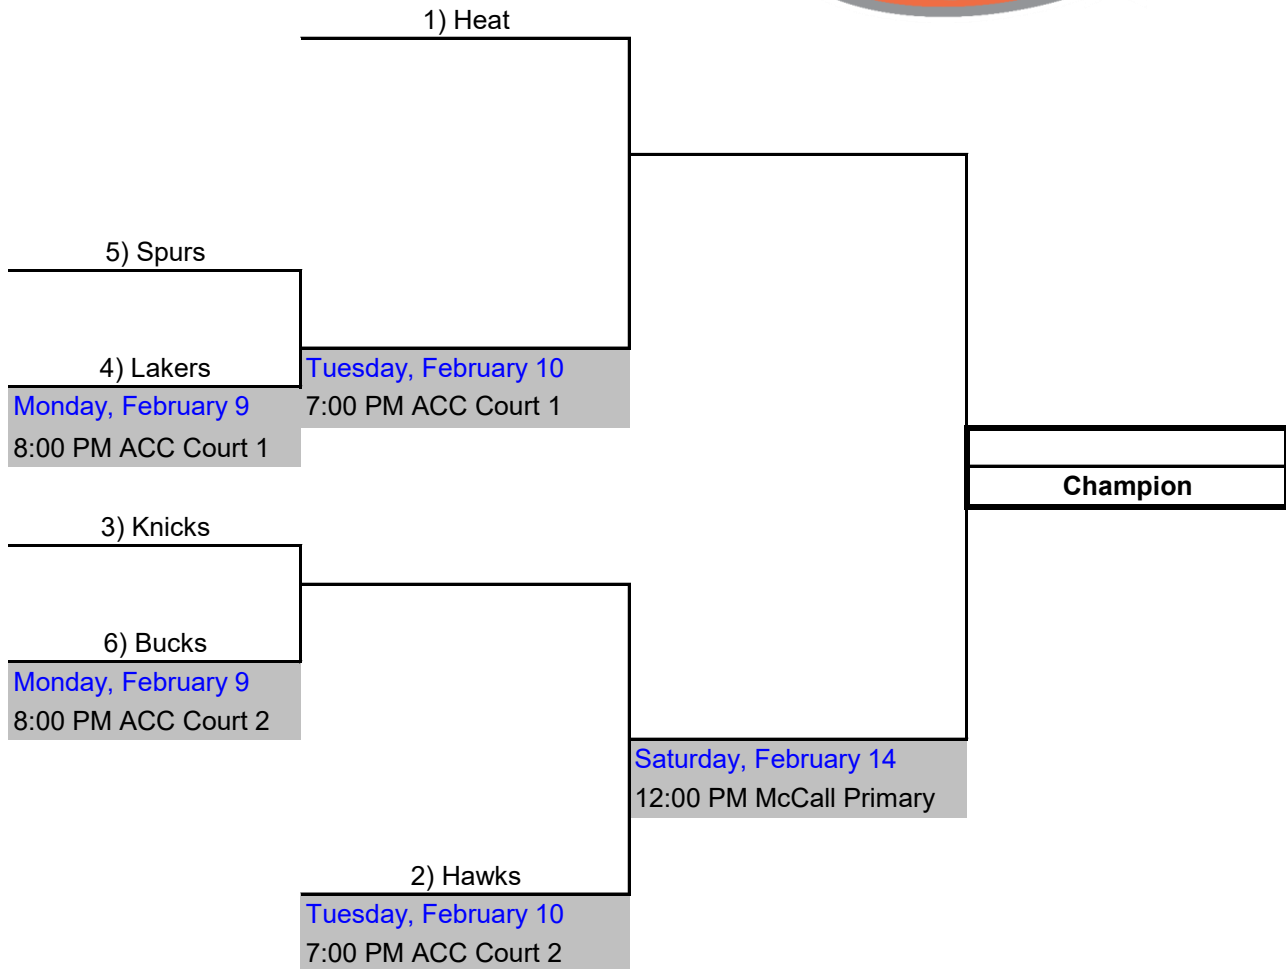 1) Heat
5) Spurs
4) Lakers
Monday, February 9
8:00 PM ACC Court 1
Tuesday, February 10
7:00 PM ACC Court 1
Champion
3) Knicks
6) Bucks
Monday, February 9
8:00 PM ACC Court 2
Saturday, February 14
12:00 PM McCall Primary
2) Hawks
Tuesday, February 10
7:00 PM ACC Court 2